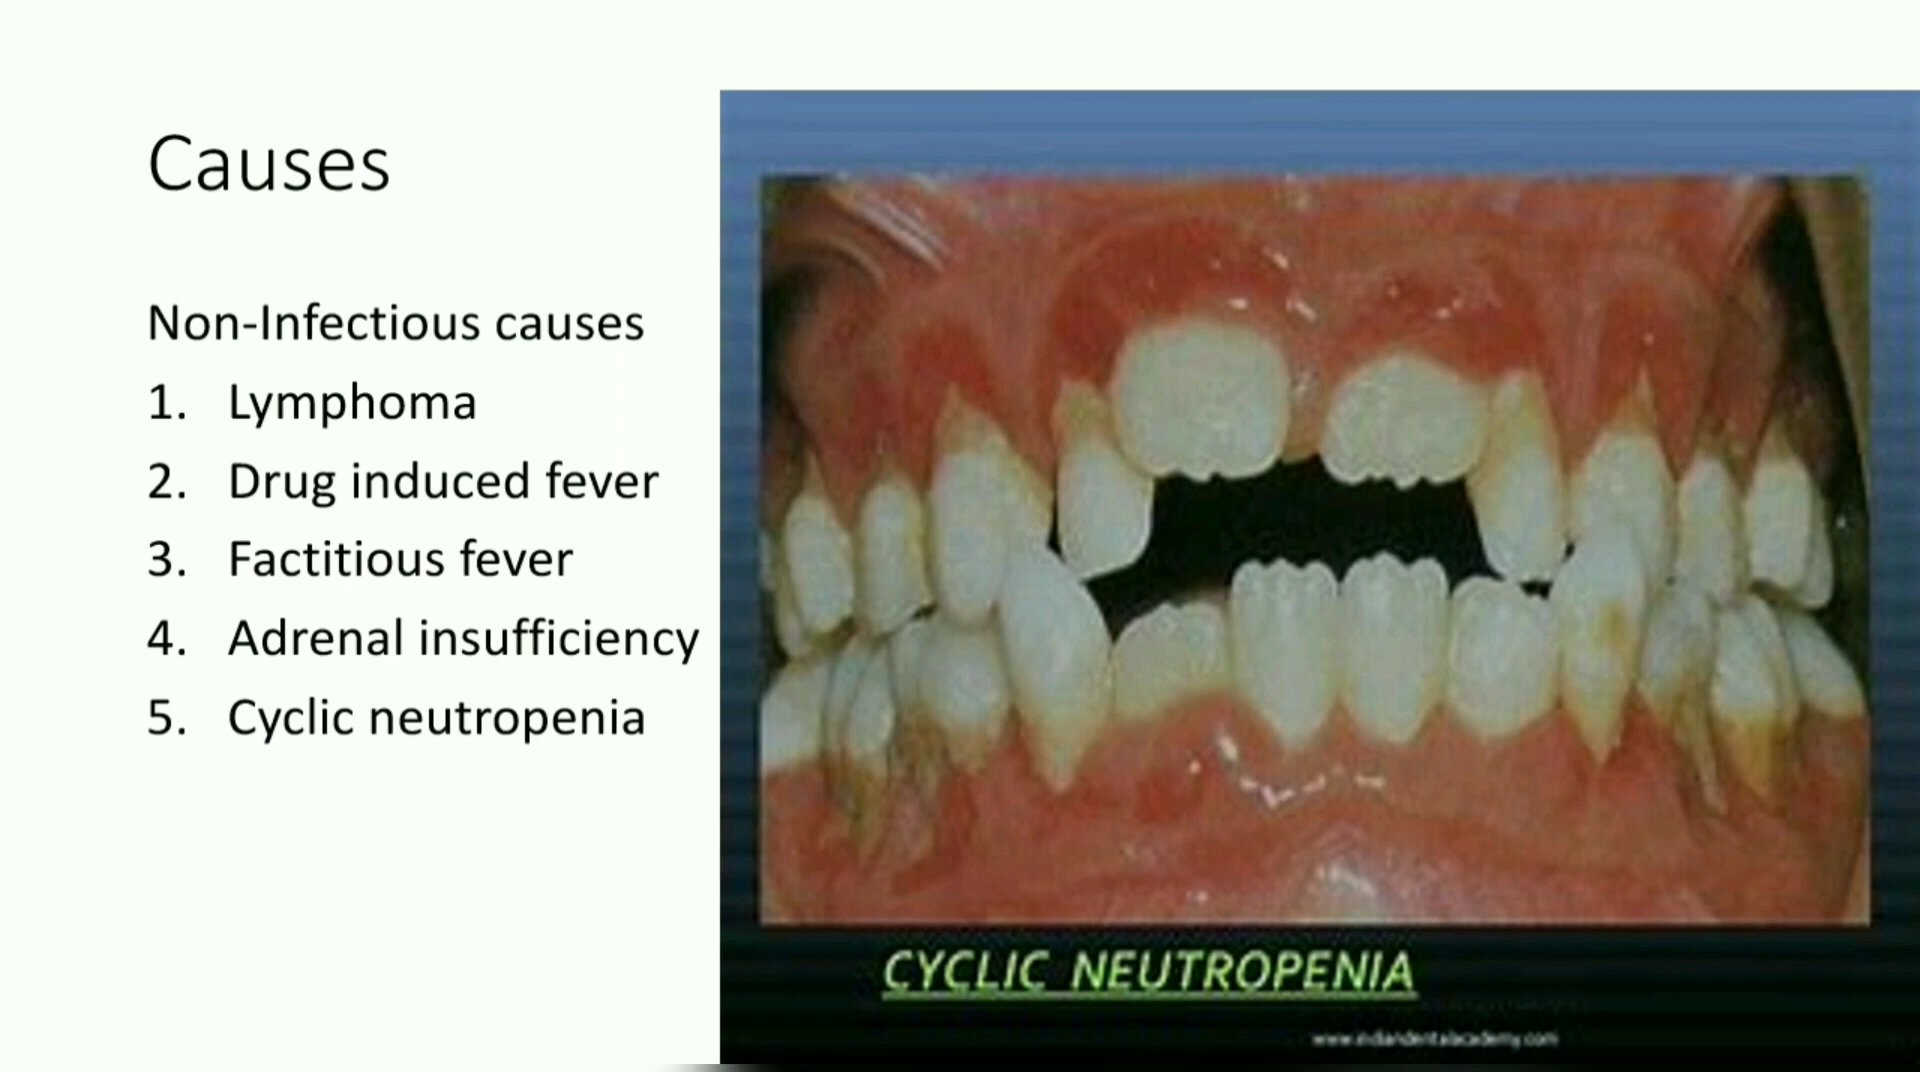 Causes
Non-Infectious causes
1. Lymphoma
2. Drug induced fever
3. Factitious fever
4. Adrenal insufficiency
5. Cyclic neutropenia
CYCLIC NEUTROPENIA
www.indiandentalacademy.com